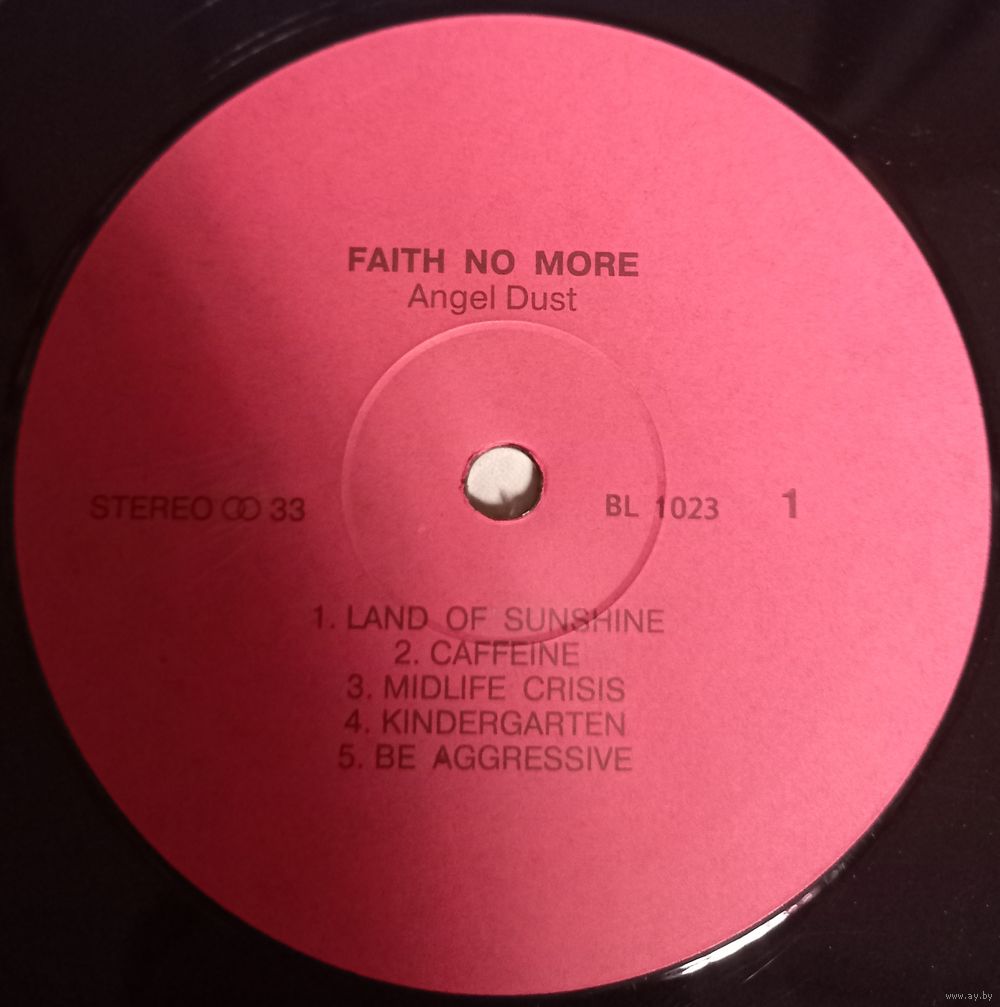 FAITH NO MORE
Angel Dust
STEREO ꝏ 33 BL 1023 1
1. LAND OF SUNSHINE
2. CAFFEINE
3. MIDLIFE CRISIS
4. KINDERGARTEN
5. BE AGGRESSIVE
www.ay.by